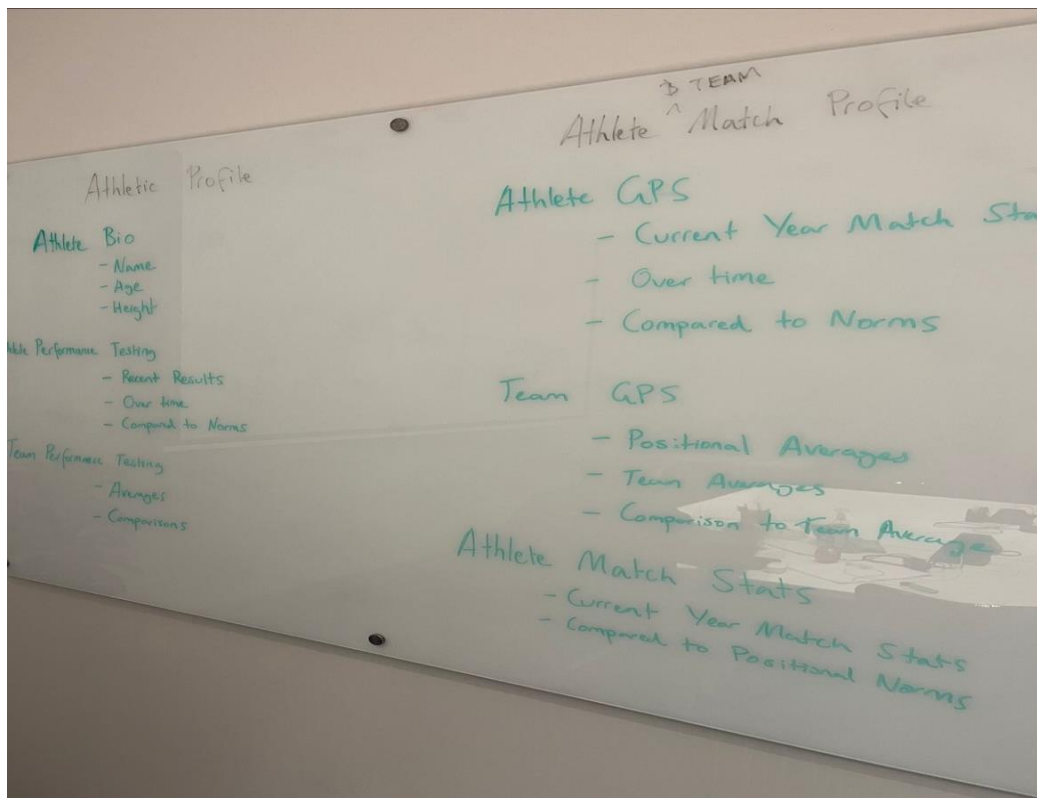 Athletic Profile
Athlete Bio
- Name
- Age
- Height
Performance Testing
- Recent Results
- Over time
- Compared to Norms
Team Performance Testing
- Averages
- Comparisons
& TEAM
Athlete ^ Match Profile
Athlete GPS
- Current Year Match Sta
- Over time
- Compared to Norms
Team GPS
- Positional Averages
- Team Averages
- Comparison to Team Average
Athlete Match Stats
- Current Year Match Stats
- Compared to Positional Norms